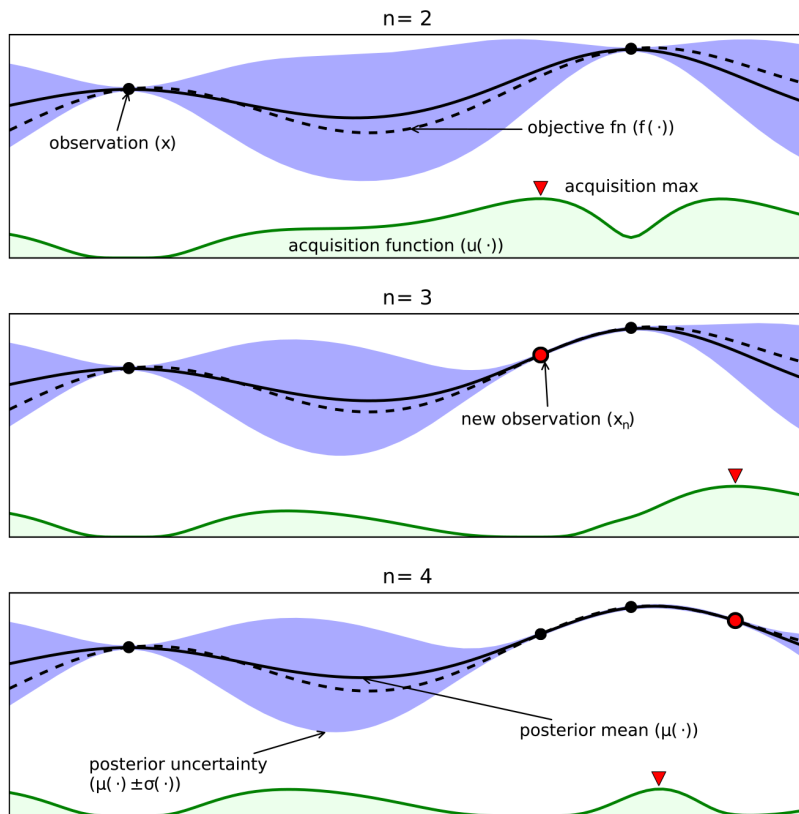 n= 2
observation (x)
objective fn (f(·))
acquisition max
acquisition function (u(·))
n= 3
new observation (xₙ)
n= 4
posterior mean (μ(·))
posterior uncertainty
(μ(·) ±σ(·))